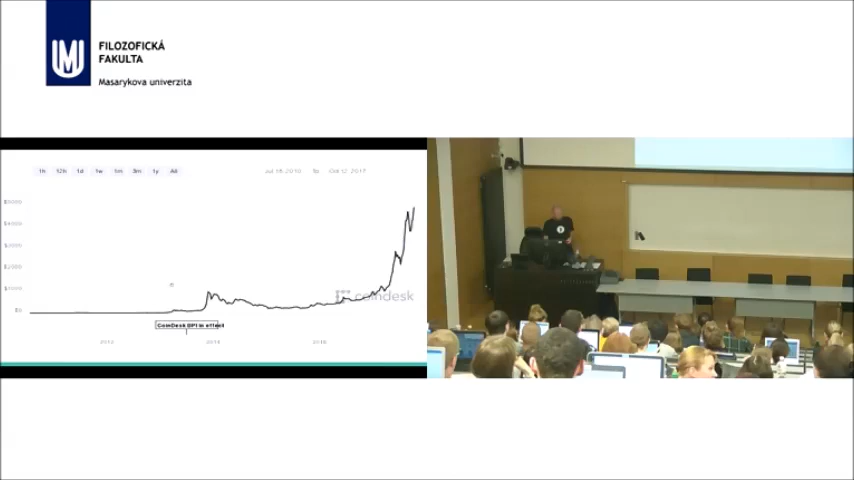 FILOZOFICKÁ
FAKULTA
Masarykova univerzita
1h 12h 1d 1w 1m 3m 1y All
Jul 18, 2010 to Oct 12, 2017
$5000
$4000
$3000
$2000
$1000
$0
coindesk
CoinDesk BPI in effect
2012 2014 2016